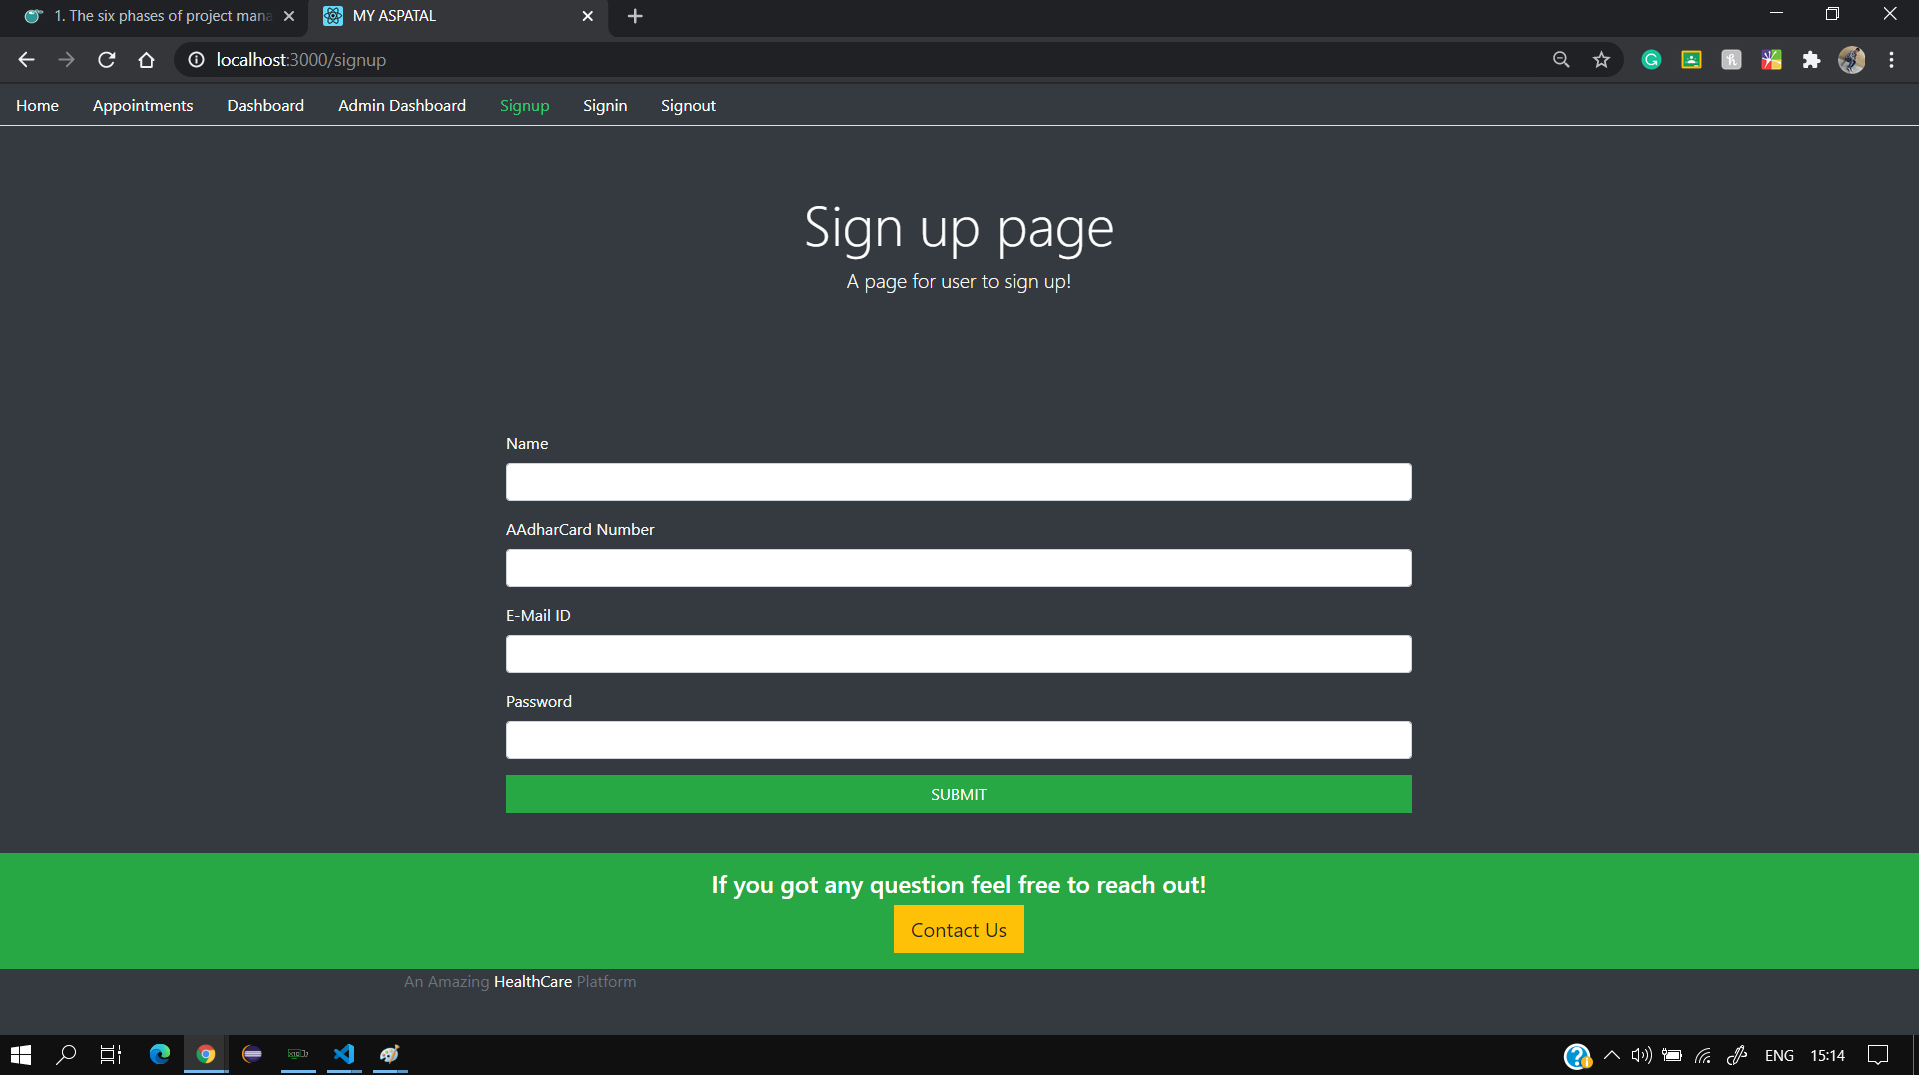 1. The six phases of project mana
MY ASPATAL
localhost:3000/signup
Home Appointments Dashboard Admin Dashboard Signup Signin Signout
Sign up page
A page for user to sign up!
Name
AAdharCard Number
E-Mail ID
Password
SUBMIT
If you got any question feel free to reach out!
Contact Us
An Amazing HealthCare Platform
ENG 15:14